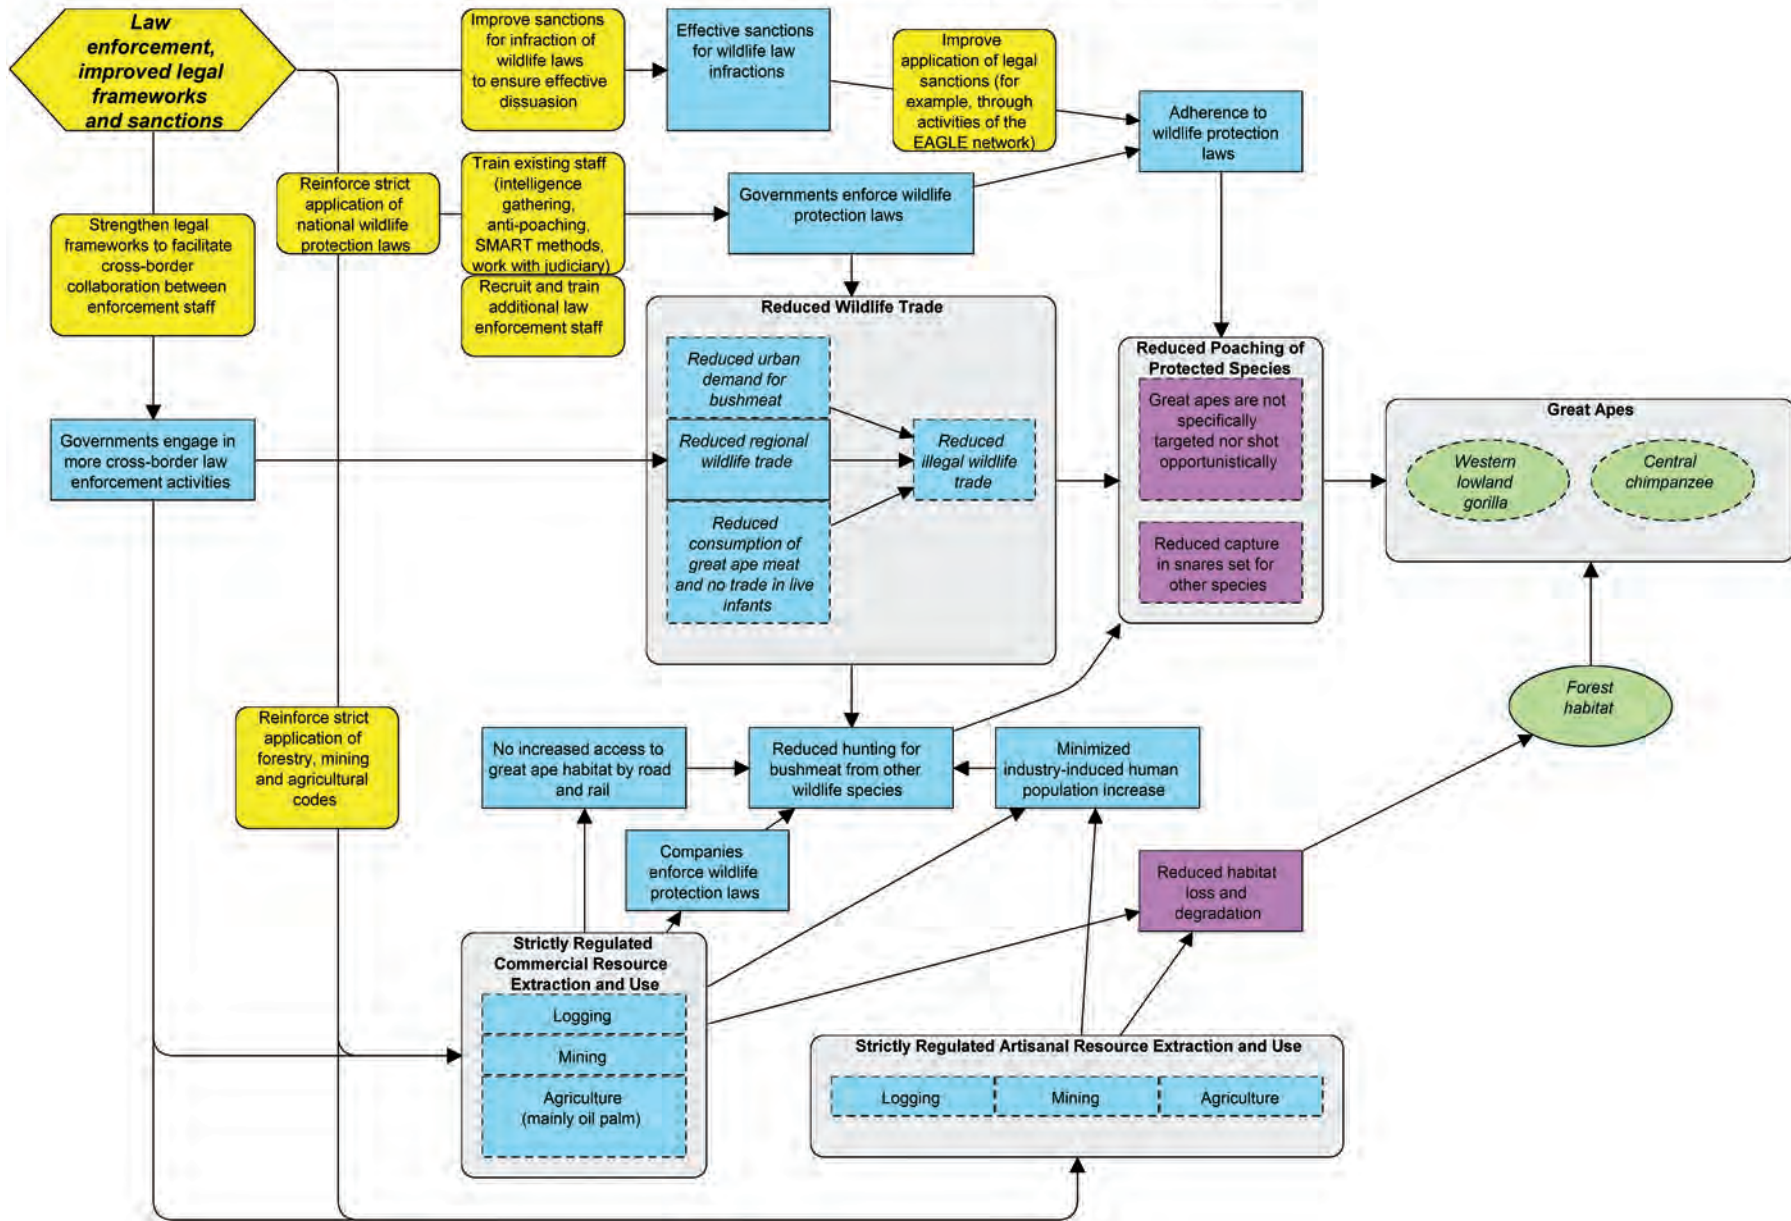 Law
enforcement,
improved legal
frameworks
and sanctions
Improve sanctions
for infraction of
wildlife laws
to ensure effective
dissuasion
Effective sanctions
for wildlife law
infractions
Improve
application of legal
sanctions (for
example, through
activities of the
EAGLE network)
Adherence to
wildlife protection
laws
Reinforce strict
application of
national wildlife
protection laws
Train existing staff
(intelligence
gathering,
anti-poaching,
SMART methods,
work with judiciary)
Governments enforce wildlife
protection laws
Strengthen legal
frameworks to facilitate
cross-border
collaboration between
enforcement staff
Recruit and train
additional law
enforcement staff
Reduced Wildlife Trade
Reduced urban
demand for
bushmeat
Reduced regional
wildlife trade
Reduced
consumption of
great ape meat
and no trade in live
infants
Reduced
illegal wildlife
trade
Reduced Poaching of
Protected Species
Great apes are not
specifically
targeted nor shot
opportunistically
Reduced capture
in snares set for
other species
Great Apes
Western
lowland
gorilla
Central
chimpanzee
Governments engage in
more cross-border law
enforcement activities
Forest
habitat
Reinforce strict
application of
forestry, mining
and agricultural
codes
No increased access to
great ape habitat by road
and rail
Reduced hunting for
bushmeat from other
wildlife species
Minimized
industry-induced human
population increase
Companies
enforce wildlife
protection laws
Reduced habitat
loss and
degradation
Strictly Regulated
Commercial Resource
Extraction and Use
Logging
Mining
Agriculture
(mainly oil palm)
Strictly Regulated Artisanal Resource Extraction and Use
Logging
Mining
Agriculture